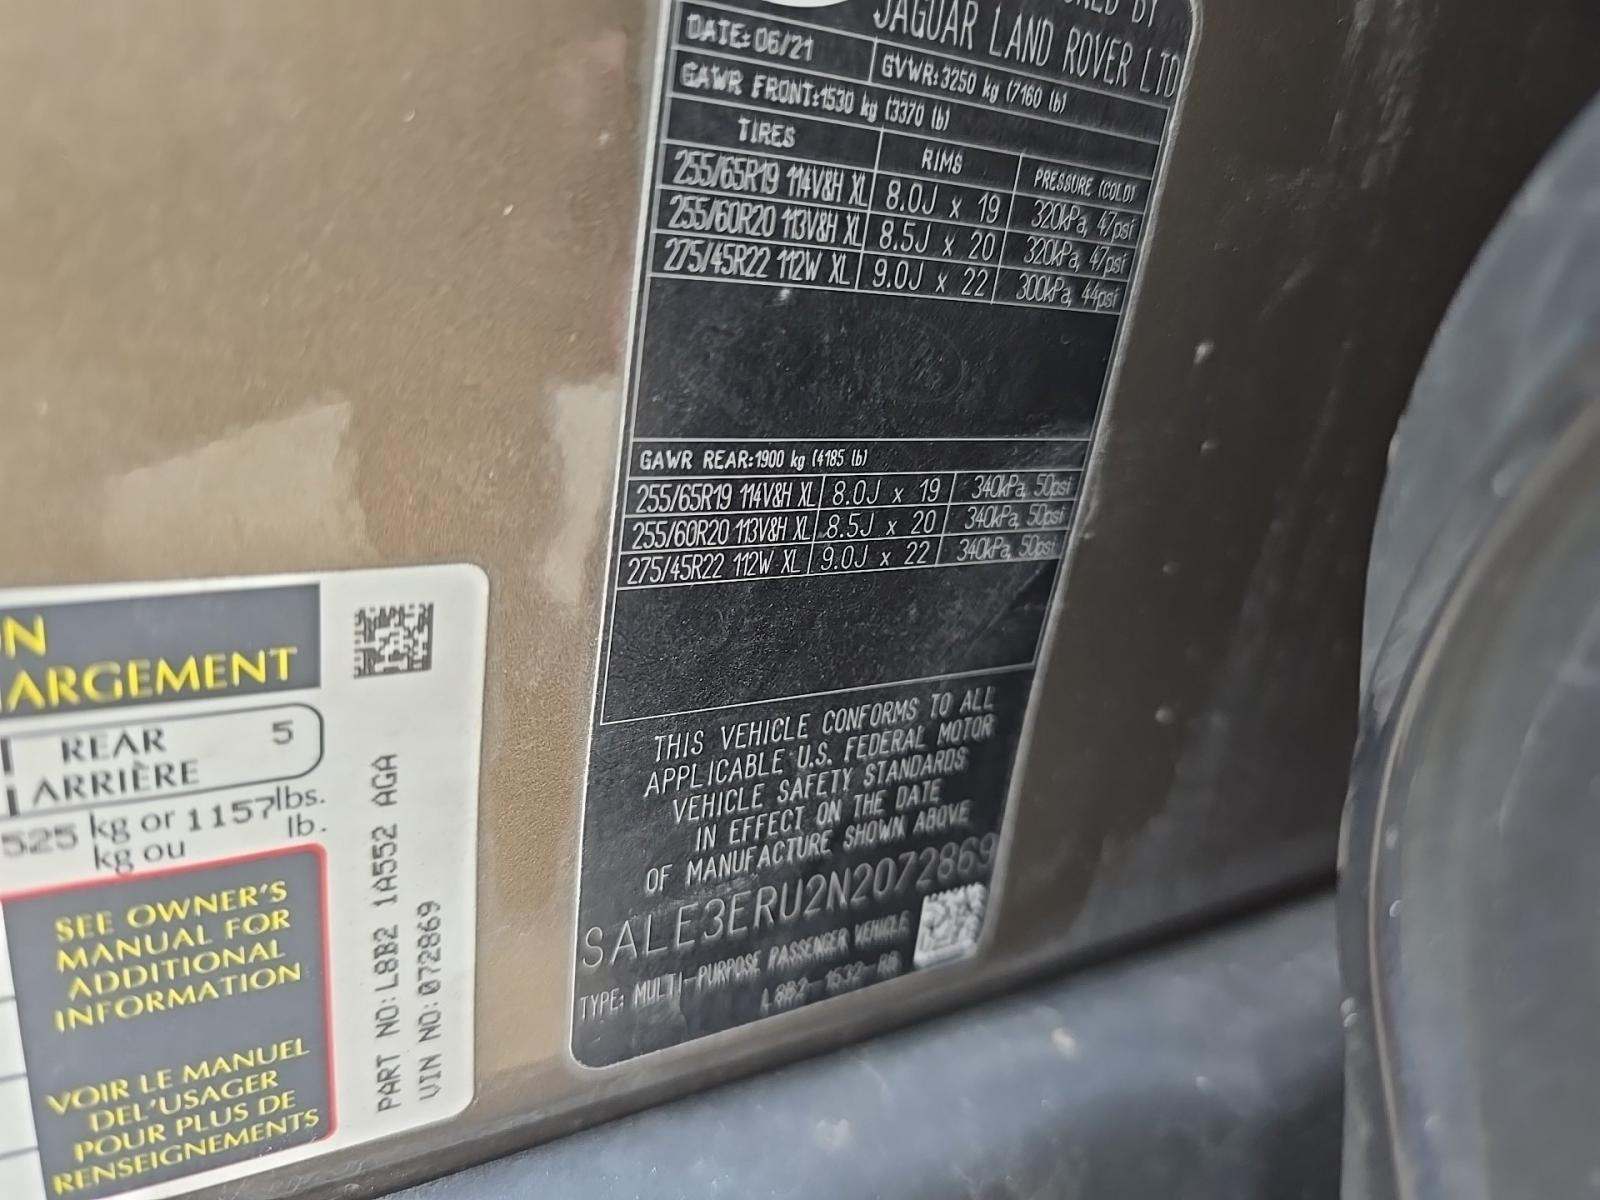 BY
JAGUAR LAND ROVER LTD
DATE: 06/21 GVWR: 3250 kg (7160 lb)
GAWR FRONT: 1530 kg (3370 lb)
TIRES RIMS PRESSURE (COLD)
255/65R19 114V&H XL 8.0J x 19 320kPa, 47psi
255/60R20 113V&H XL 8.5J x 20 320kPa, 47psi
275/45R22 112W XL 9.0J x 22 300kPa, 44psi
GAWR REAR: 1900 kg (4185 lb)
255/65R19 114V&H XL 8.0J x 19 340kPa, 50psi
255/60R20 113V&H XL 8.5J x 20 340kPa, 50psi
275/45R22 112W XL 9.0J x 22 340kPa, 50psi
THIS VEHICLE CONFORMS TO ALL
APPLICABLE U.S. FEDERAL MOTOR
VEHICLE SAFETY STANDARDS
IN EFFECT ON THE DATE
OF MANUFACTURE SHOWN ABOVE
SALE3ERU2N2072869
TYPE: MULTI-PURPOSE PASSENGER VEHICLE
L8B2-1532-BB
ON
ARGEMENT
REAR 5
ARRIÈRE
525 kg or 1157 lbs.
kg ou lb.
SEE OWNER'S
MANUAL FOR
ADDITIONAL
INFORMATION
VOIR LE MANUEL
DEL'USAGER
POUR PLUS DE
RENSEIGNEMENTS
PART NO: L8B2 1A552 AGA
VIN NO: 072869